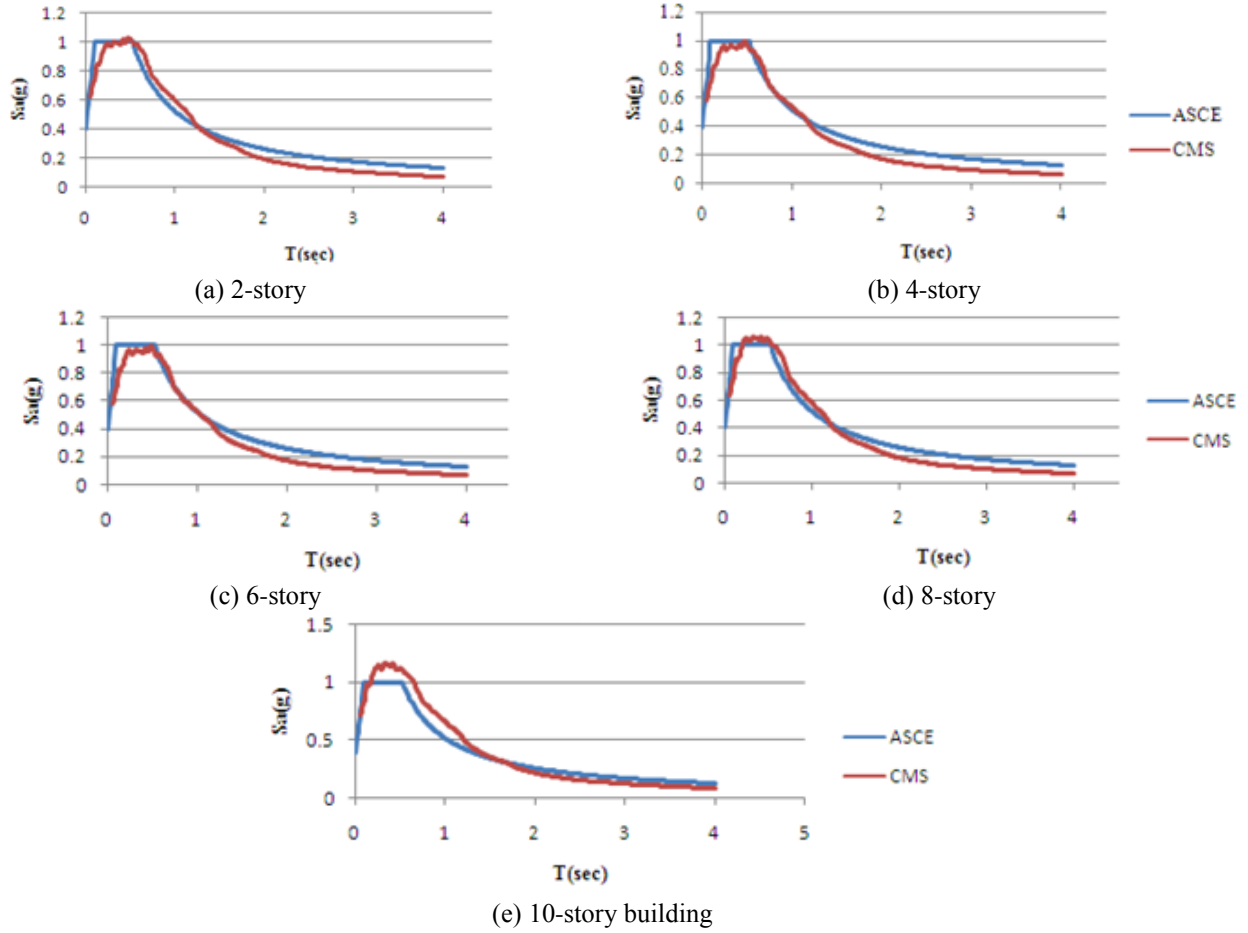 1.2
1
0.8
0.6
0.4
0.2
0
Sa(g)
0 1 2 3 4
T(sec)
(a) 2-story
1.2
1
0.8
0.6
0.4
0.2
0
Sa(g)
0 1 2 3 4
T(sec)
ASCE
CMS
(b) 4-story
1.2
1
0.8
0.6
0.4
0.2
0
Sa(g)
0 1 2 3 4
T(sec)
(c) 6-story
1.2
1
0.8
0.6
0.4
0.2
0
Sa(g)
0 1 2 3 4
T(sec)
ASCE
CMS
(d) 8-story
1.5
1
0.5
0
Sa(g)
0 1 2 3 4 5
T(sec)
ASCE
CMS
(e) 10-story building